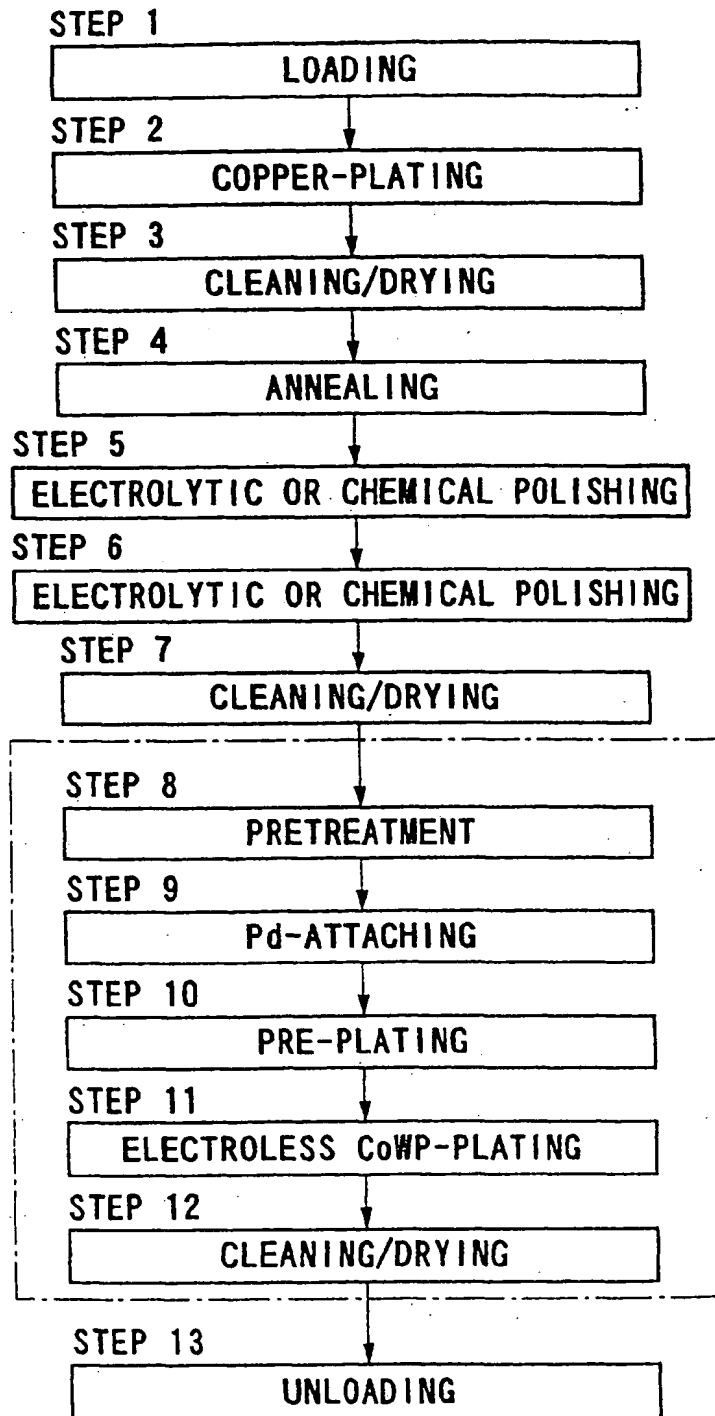 STEP 1
LOADING
STEP 2
COPPER-PLATING
STEP 3
CLEANING/DRYING
STEP 4
ANNEALING
STEP 5
ELECTROLYTIC OR CHEMICAL POLISHING
STEP 6
ELECTROLYTIC OR CHEMICAL POLISHING
STEP 7
CLEANING/DRYING
STEP 8
PRETREATMENT
STEP 9
Pd-ATTACHING
STEP 10
PRE-PLATING
STEP 11
ELECTROLESS CoWP-PLATING
STEP 12
CLEANING/DRYING
STEP 13
UNLOADING